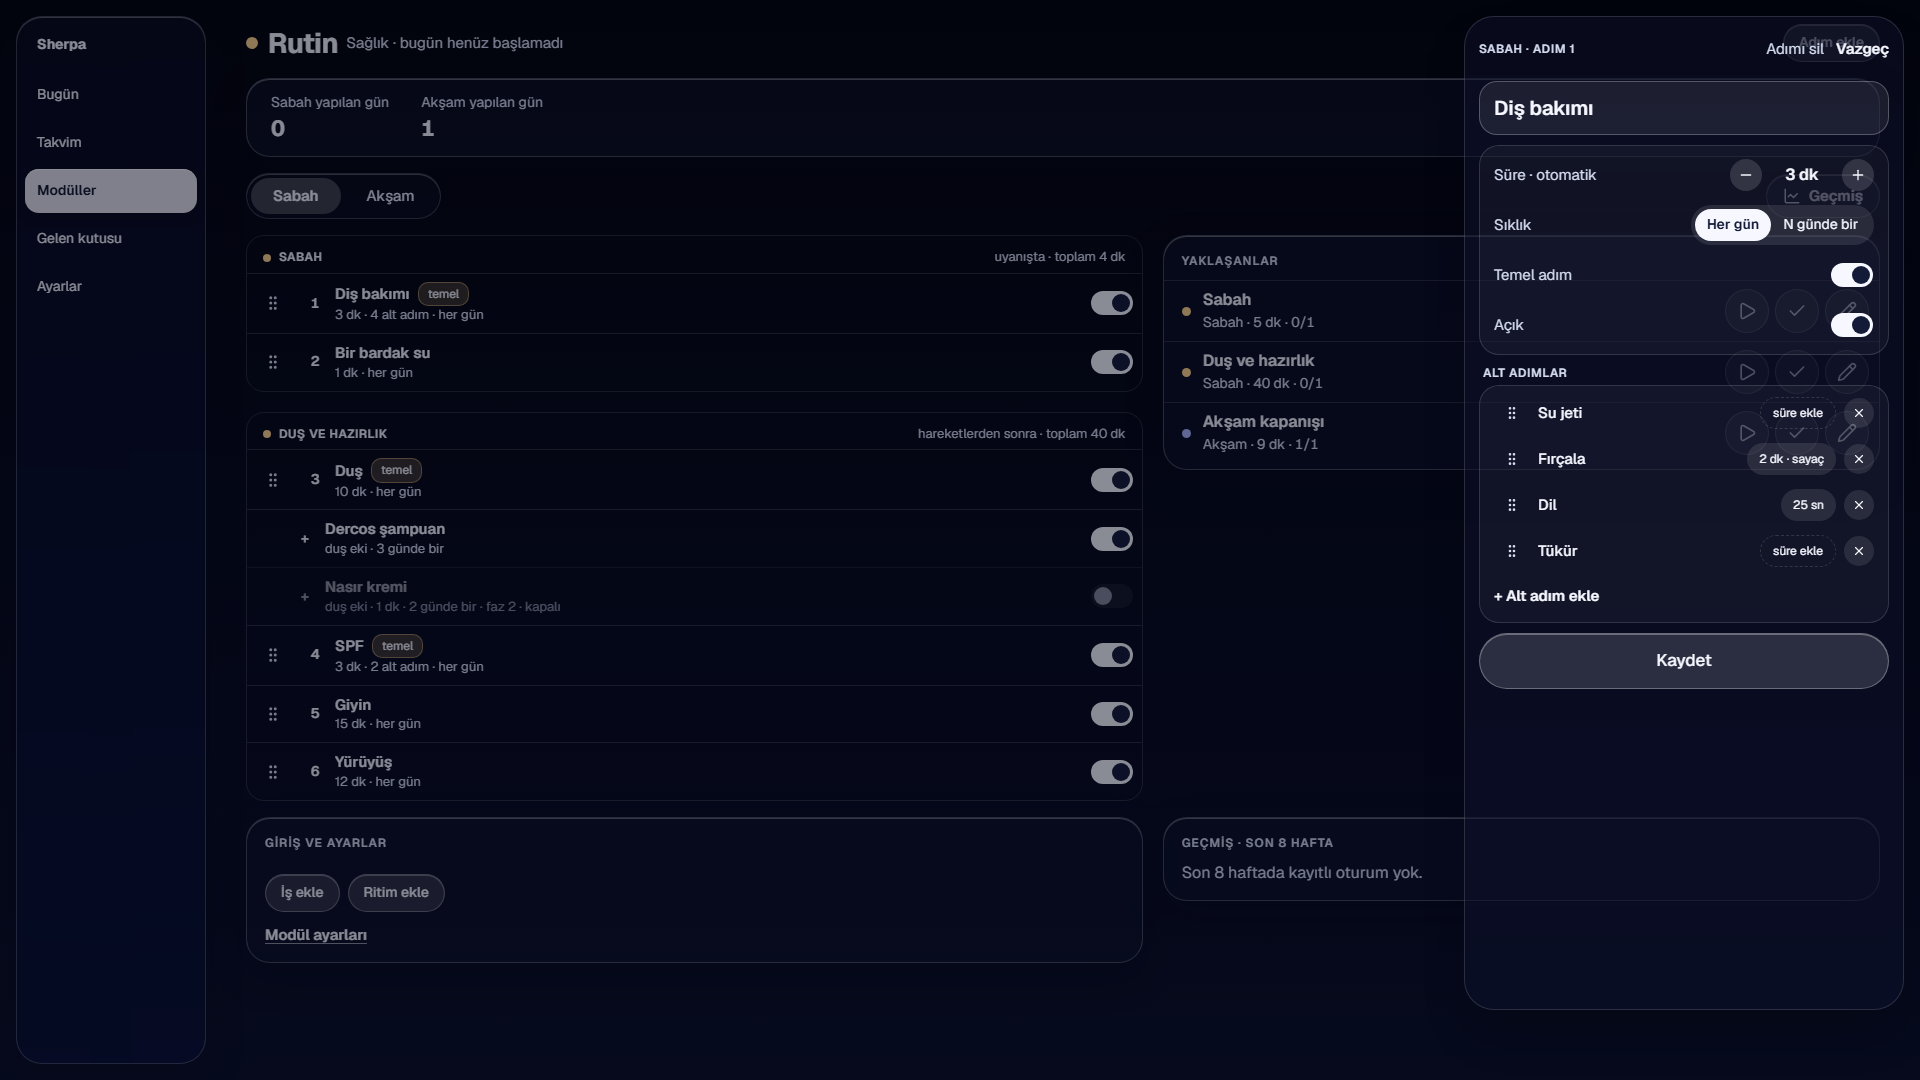 Sherpa
Bugün
Takvim
Modüller
Gelen kutusu
Ayarlar
Rutin Sağlık · bugün henüz başlamadı
Sabah yapılan gün
0
Akşam yapılan gün
1
Sabah
Akşam
SABAH
uyanışta · toplam 4 dk
1
Diş bakımı temel
3 dk · 4 alt adım · her gün
2
Bir bardak su
1 dk · her gün
DUŞ VE HAZIRLIK
hareketlerden sonra · toplam 40 dk
3
Duş temel
10 dk · her gün
+
Dercos şampuan
duş eki · 3 günde bir
+
Nasır kremi
duş eki · 1 dk · 2 günde bir · faz 2 · kapalı
4
SPF temel
3 dk · 2 alt adım · her gün
5
Giyin
15 dk · her gün
6
Yürüyüş
12 dk · her gün
GİRİŞ VE AYARLAR
İş ekle
Ritim ekle
Modül ayarları
YAKLAŞANLAR
Sabah
Sabah · 5 dk · 0/1
Duş ve hazırlık
Sabah · 40 dk · 0/1
Akşam kapanışı
Akşam · 9 dk · 1/1
GEÇMİŞ · SON 8 HAFTA
Son 8 haftada kayıtlı oturum yok.
Adım ekle
Geçmiş
SABAH · ADIM 1
Adımı sil
Vazgeç
Diş bakımı
Süre · otomatik
− 3 dk +
Sıklık
Her gün
N günde bir
Temel adım
Açık
ALT ADIMLAR
Su jeti
süre ekle
Fırçala
2 dk · sayaç
Dil
25 sn
Tükür
süre ekle
+ Alt adım ekle
Kaydet